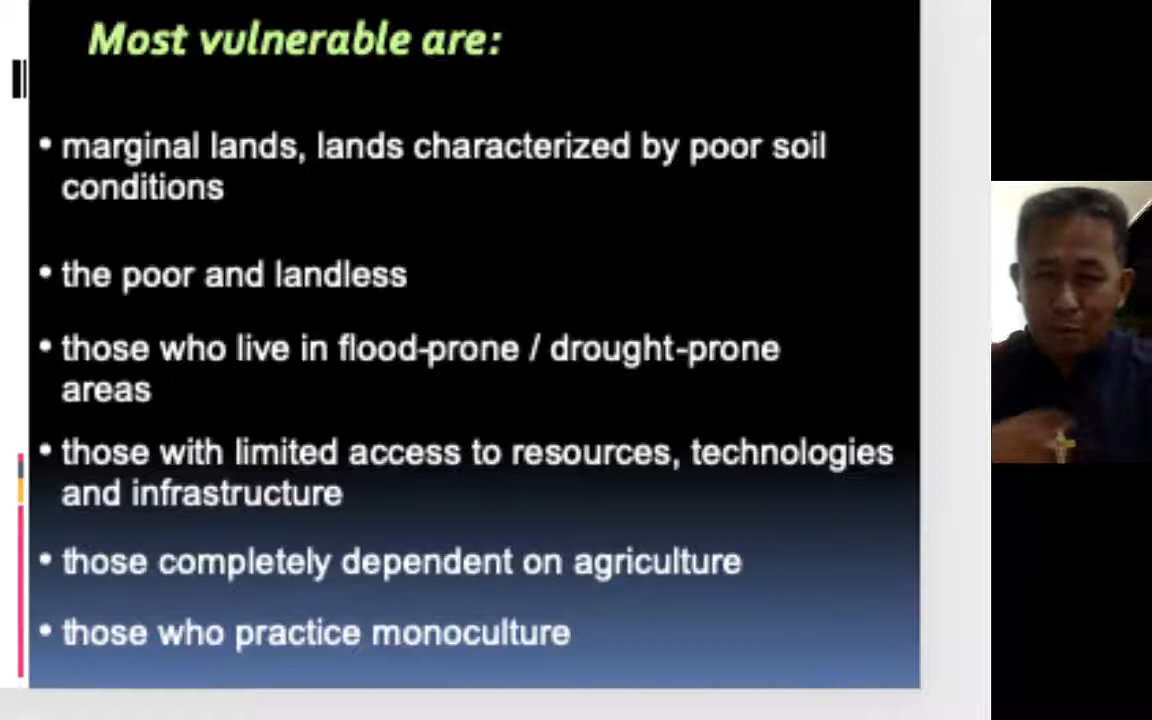 Most vulnerable are:
• marginal lands, lands characterized by poor soil
conditions
• the poor and landless
• those who live in flood-prone / drought-prone
areas
• those with limited access to resources, technologies
and infrastructure
• those completely dependent on agriculture
• those who practice monoculture